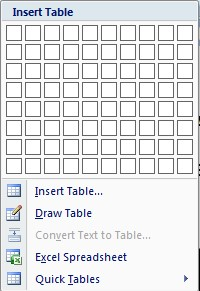 Insert Table
Insert Table...
Draw Table
Convert Text to Table...
Excel Spreadsheet
Quick Tables